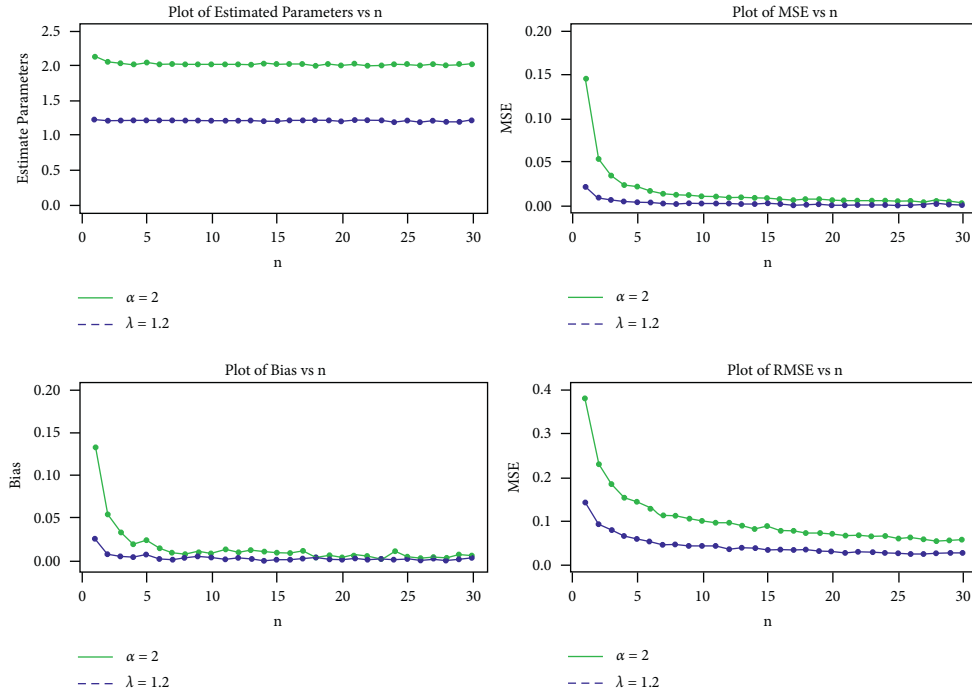 Plot of Estimated Parameters vs n
2.5
2.0
1.5
1.0
0.5
0.0
Estimate Parameters
0 5 10 15 20 25 30
n
α = 2
λ = 1.2
Plot of MSE vs n
0.20
0.15
0.10
0.05
0.00
MSE
0 5 10 15 20 25 30
n
α = 2
λ = 1.2
Plot of Bias vs n
0.20
0.15
0.10
0.05
0.00
Bias
0 5 10 15 20 25 30
n
α = 2
λ = 1.2
Plot of RMSE vs n
0.4
0.3
0.2
0.1
0.0
MSE
0 5 10 15 20 25 30
n
α = 2
λ = 1.2